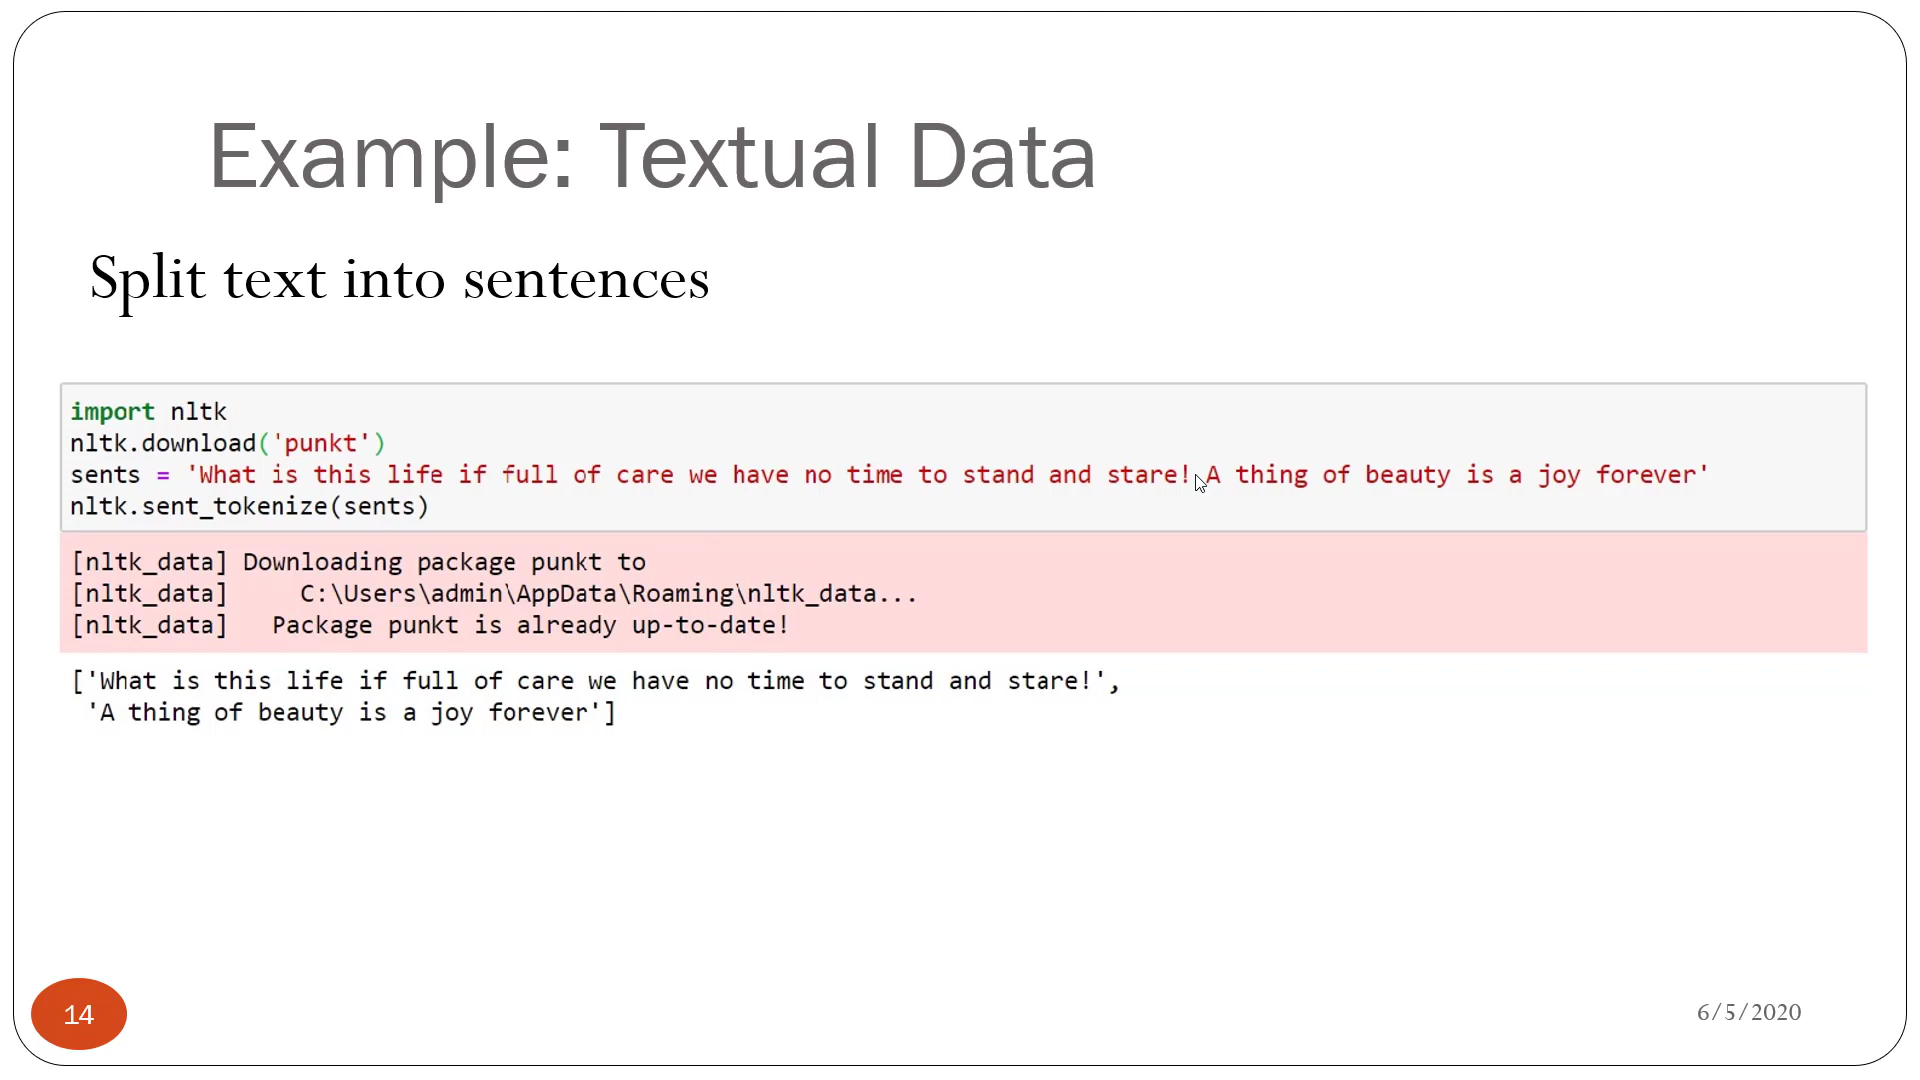 Example: Textual Data
Split text into sentences
import nltk
nltk.download('punkt')
sents = 'What is this life if full of care we have no time to stand and stare! A thing of beauty is a joy forever'
nltk.sent_tokenize(sents)
[nltk_data] Downloading package punkt to
[nltk_data]     C:\Users\admin\AppData\Roaming\nltk_data...
[nltk_data]   Package punkt is already up-to-date!
['What is this life if full of care we have no time to stand and stare!',
 'A thing of beauty is a joy forever']
14
6/5/2020